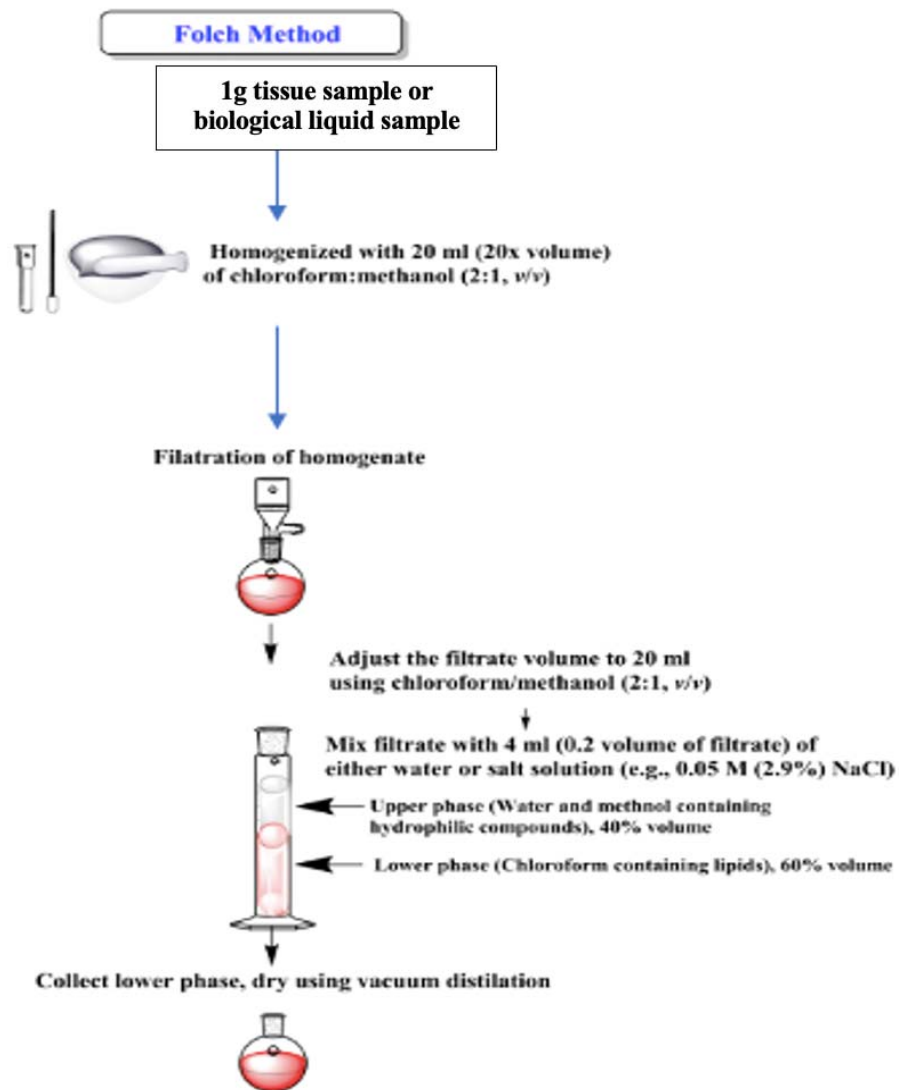 Folch Method
1g tissue sample or
biological liquid sample
Homogenized with 20 ml (20x volume)
of chloroform:methanol (2:1, v/v)
Filatration of homogenate
Adjust the filtrate volume to 20 ml
using chloroform/methanol (2:1, v/v)
Mix filtrate with 4 ml (0.2 volume of filtrate) of
either water or salt solution (e.g., 0.05 M (2.9%) NaCl)
Upper phase (Water and methnol containing
hydrophilic compounds), 40% volume
Lower phase (Chloroform containing lipids), 60% volume
Collect lower phase, dry using vacuum distilation